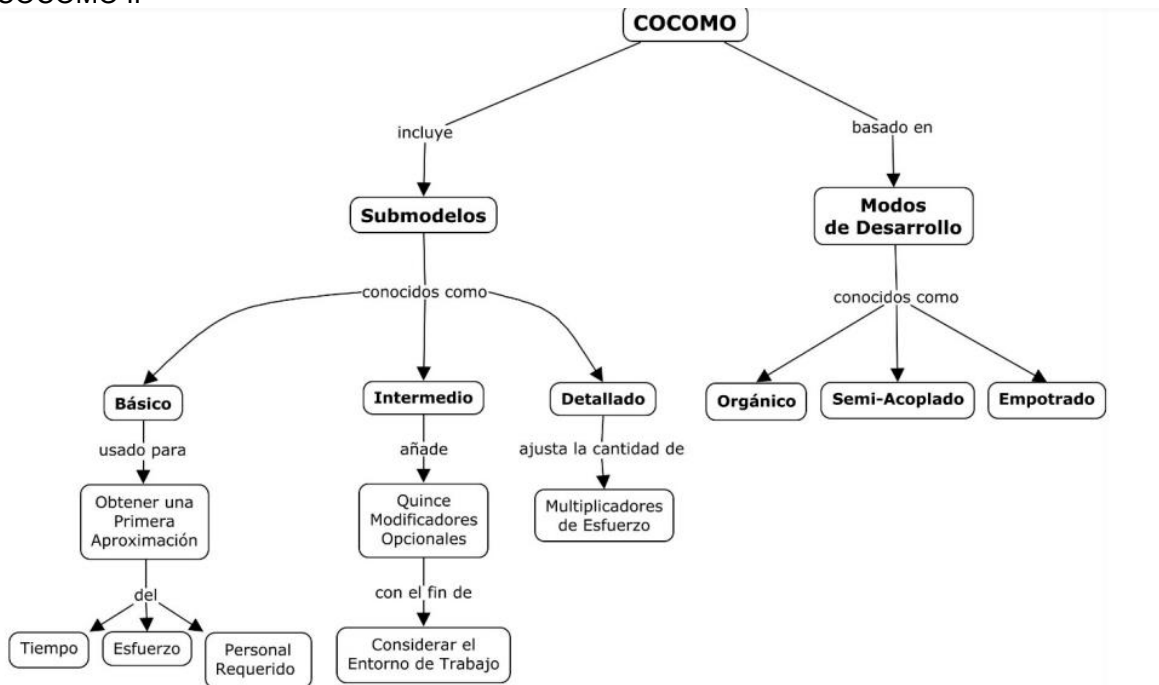 COCOMO II
COCOMO
incluye
basado en
Submodelos
Modos
de Desarrollo
conocidos como
conocidos como
Básico
Intermedio
Detallado
Orgánico
Semi-Acoplado
Empotrado
usado para
añade
ajusta la cantidad de
Obtener una
Primera
Aproximación
Quince
Modificadores
Opcionales
Multiplicadores
de Esfuerzo
del
con el fin de
Tiempo
Esfuerzo
Personal
Requerido
Considerar el
Entorno de Trabajo